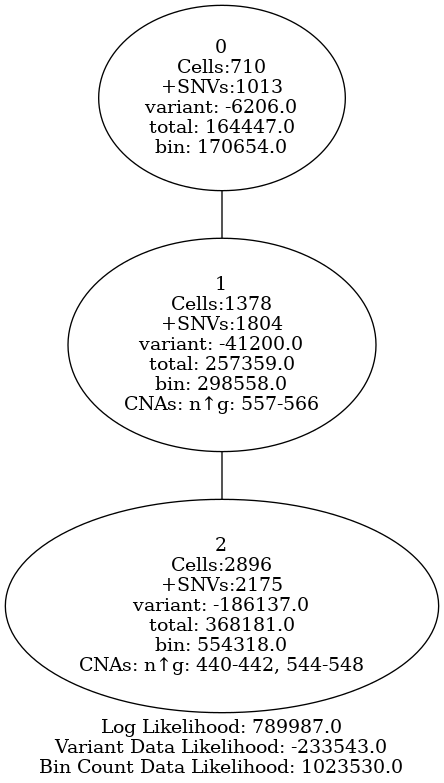 0
Cells:710
+SNVs:1013
variant: -6206.0
total: 164447.0
bin: 170654.0
1
Cells:1378
+SNVs:1804
variant: -41200.0
total: 257359.0
bin: 298558.0
CNAs: n↑g: 557-566
2
Cells:2896
+SNVs:2175
variant: -186137.0
total: 368181.0
bin: 554318.0
CNAs: n↑g: 440-442, 544-548
Log Likelihood: 789987.0
Variant Data Likelihood: -233543.0
Bin Count Data Likelihood: 1023530.0